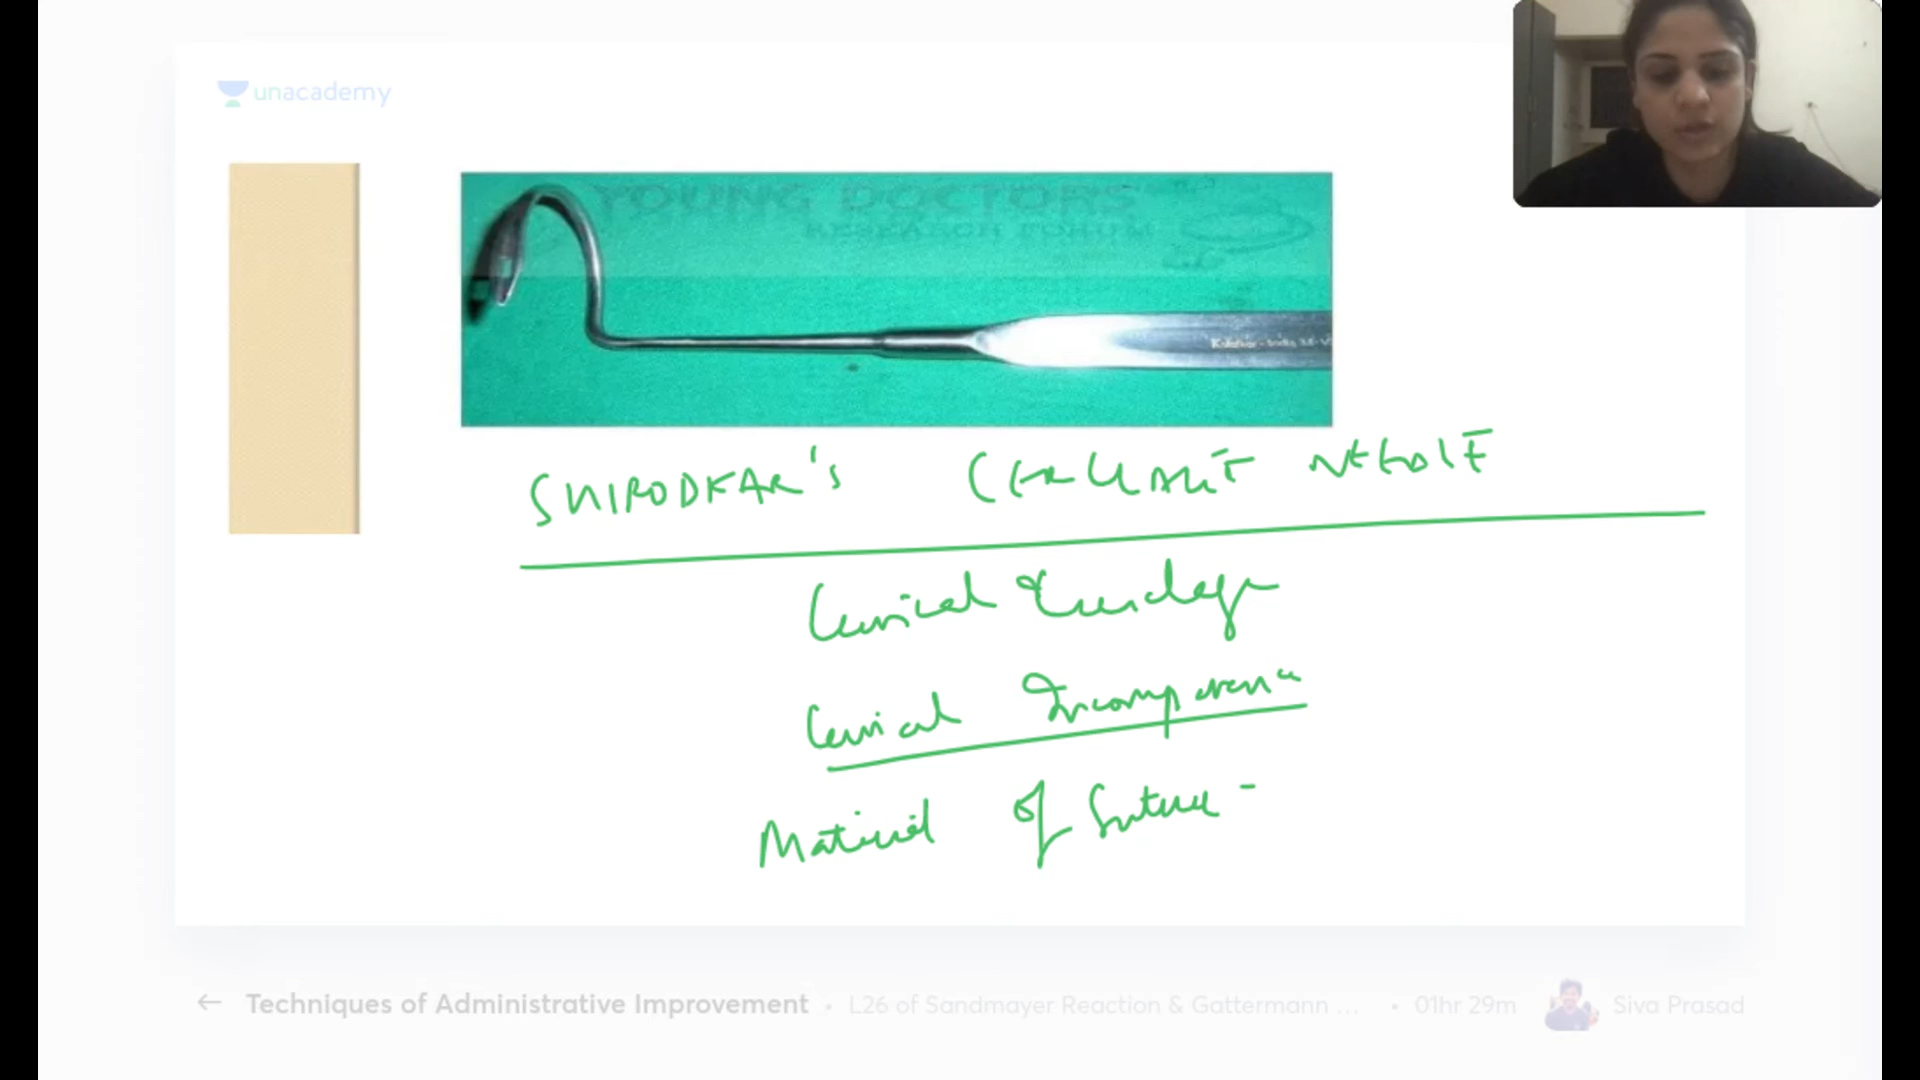 unacademy
YOUNG DOCTORS'
RESEARCH FORUM
SHIRODKAR'S CERCLAGE NEEDLE
Cervical Encerclage
Cervical Incompetence
Material of Suture -
← Techniques of Administrative Improvement • L26 of Sandmayer Reaction & Gattermann ... • 01hr 29m Siva Prasad